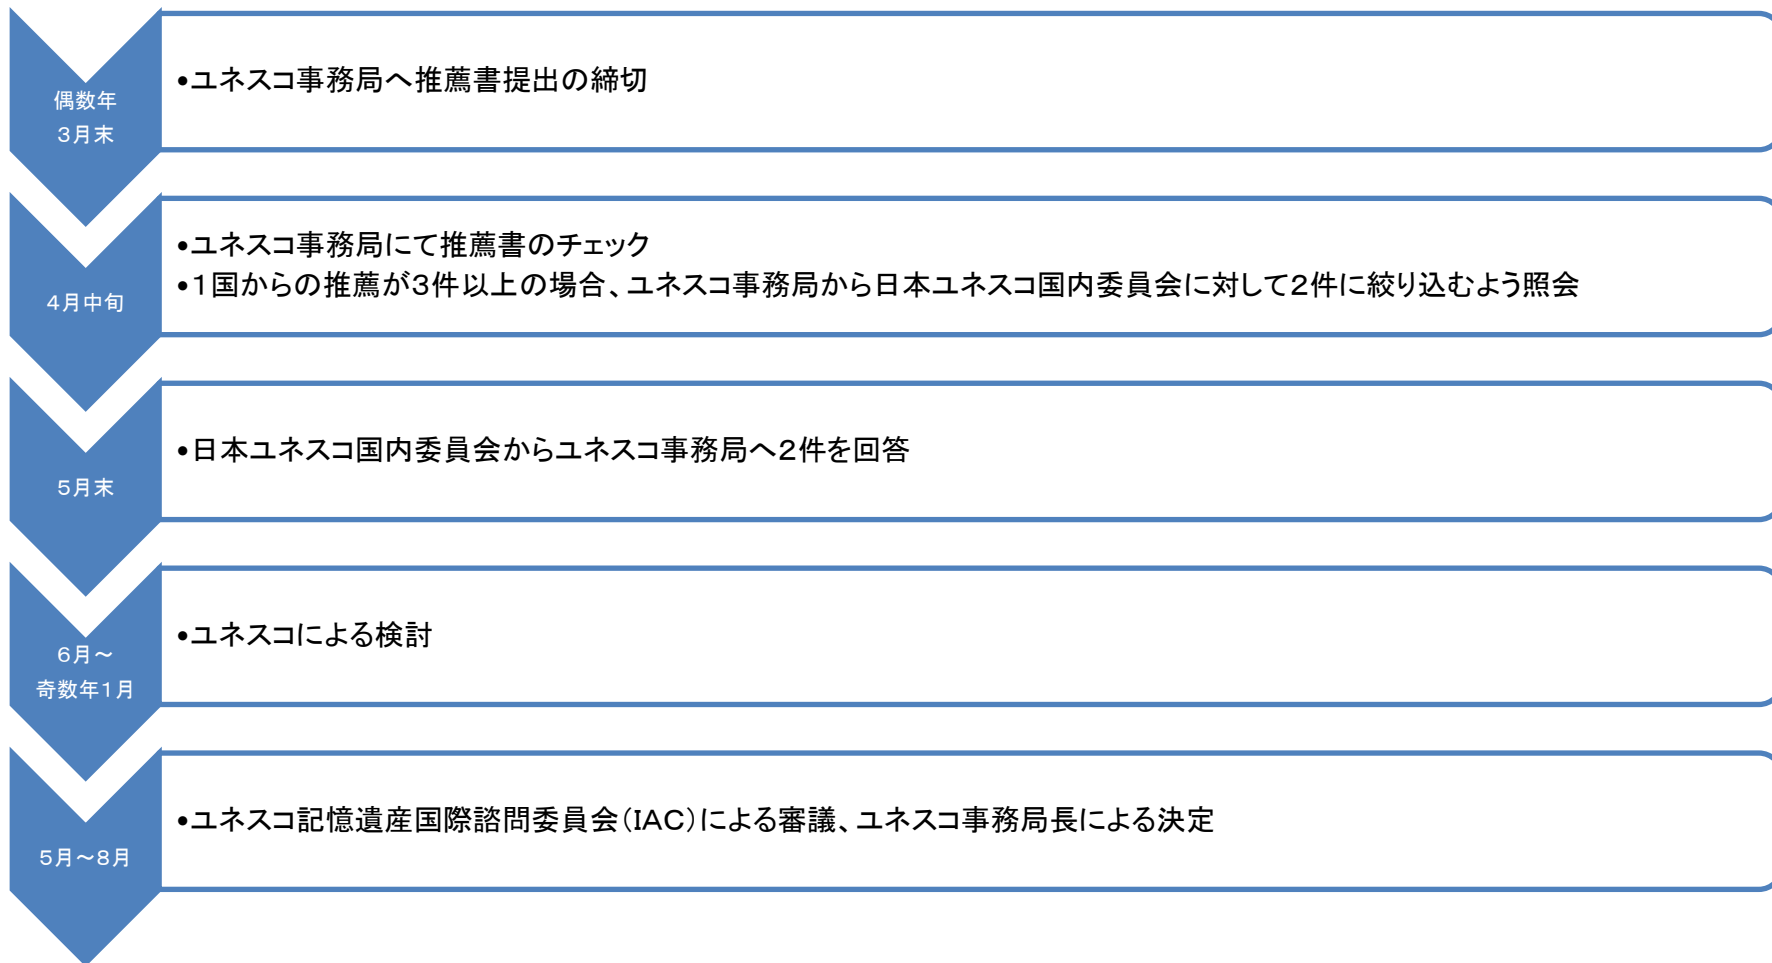 偶数年
3月末
•ユネスコ事務局へ推薦書提出の締切
4月中旬
•ユネスコ事務局にて推薦書のチェック
•1国からの推薦が3件以上の場合、ユネスコ事務局から日本ユネスコ国内委員会に対して2件に絞り込むよう照会
5月末
•日本ユネスコ国内委員会からユネスコ事務局へ2件を回答
6月～
奇数年1月
•ユネスコによる検討
5月～8月
•ユネスコ記憶遺産国際諮問委員会(IAC)による審議、ユネスコ事務局長による決定